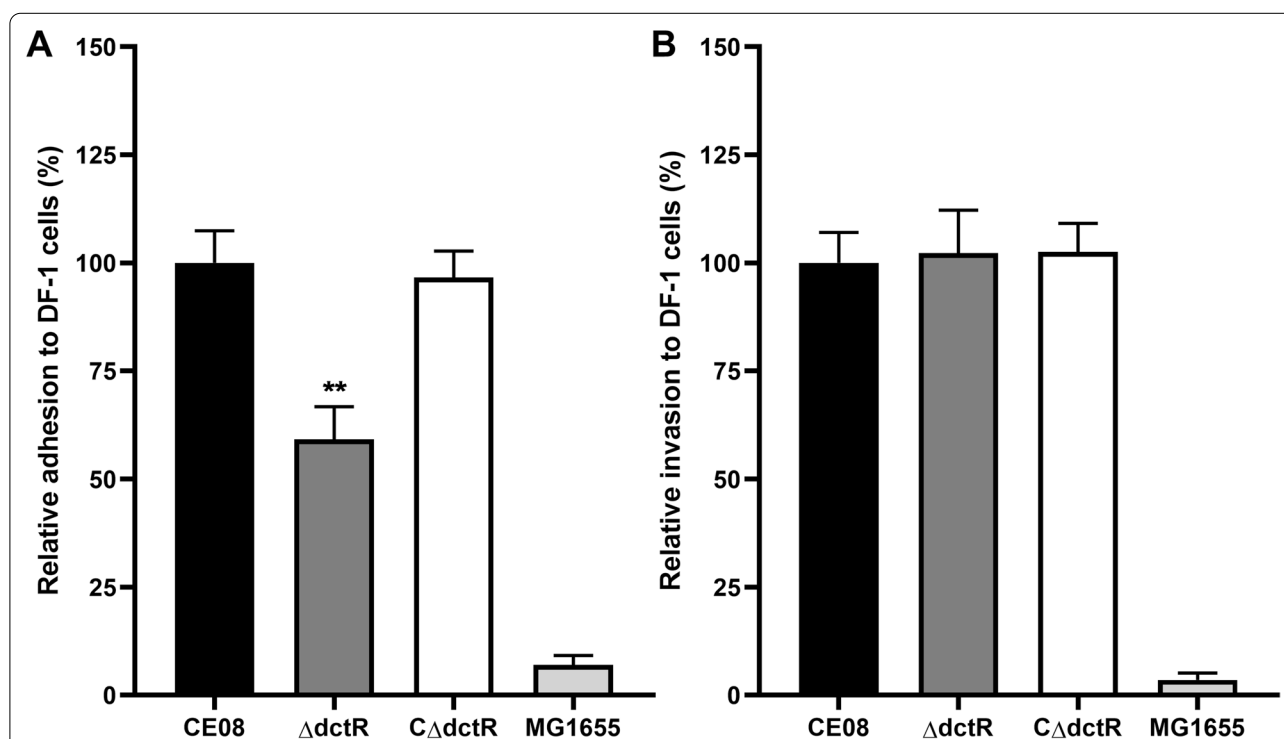 A
Relative adhesion to DF-1 cells (%)
150
125
100
75
50
25
0
**
CE08 ΔdctR CΔdctR MG1655
B
Relative invasion to DF-1 cells (%)
150
125
100
75
50
25
0
CE08 ΔdctR CΔdctR MG1655